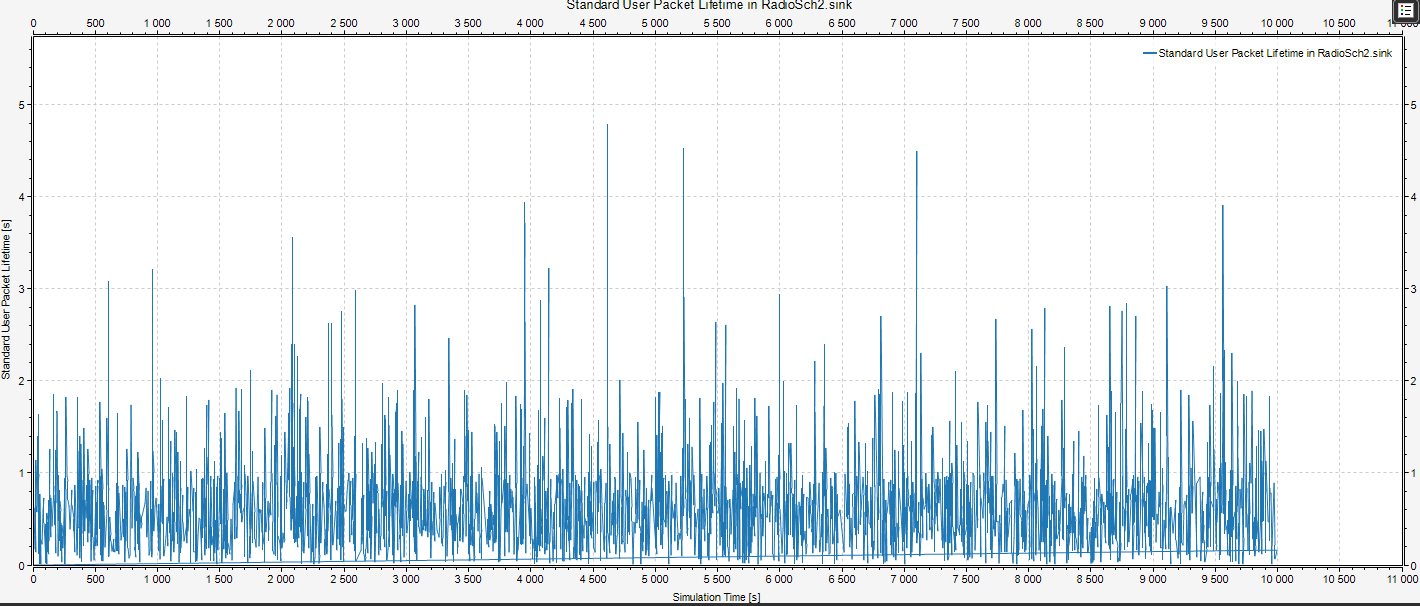 Standard User Packet Lifetime in RadioSch2.sink
0 500 1 000 1 500 2 000 2 500 3 000 3 500 4 000 4 500 5 000 5 500 6 000 6 500 7 000 7 500 8 000 8 500 9 000 9 500 10 000 10 500
Standard User Packet Lifetime in RadioSch2.sink
5 5
4 4
3 3
2 2
1 1
0 0
Standard User Packet Lifetime [s]
0 500 1 000 1 500 2 000 2 500 3 000 3 500 4 000 4 500 5 000 5 500 6 000 6 500 7 000 7 500 8 000 8 500 9 000 9 500 10 000 10 500 11 000
Simulation Time [s]